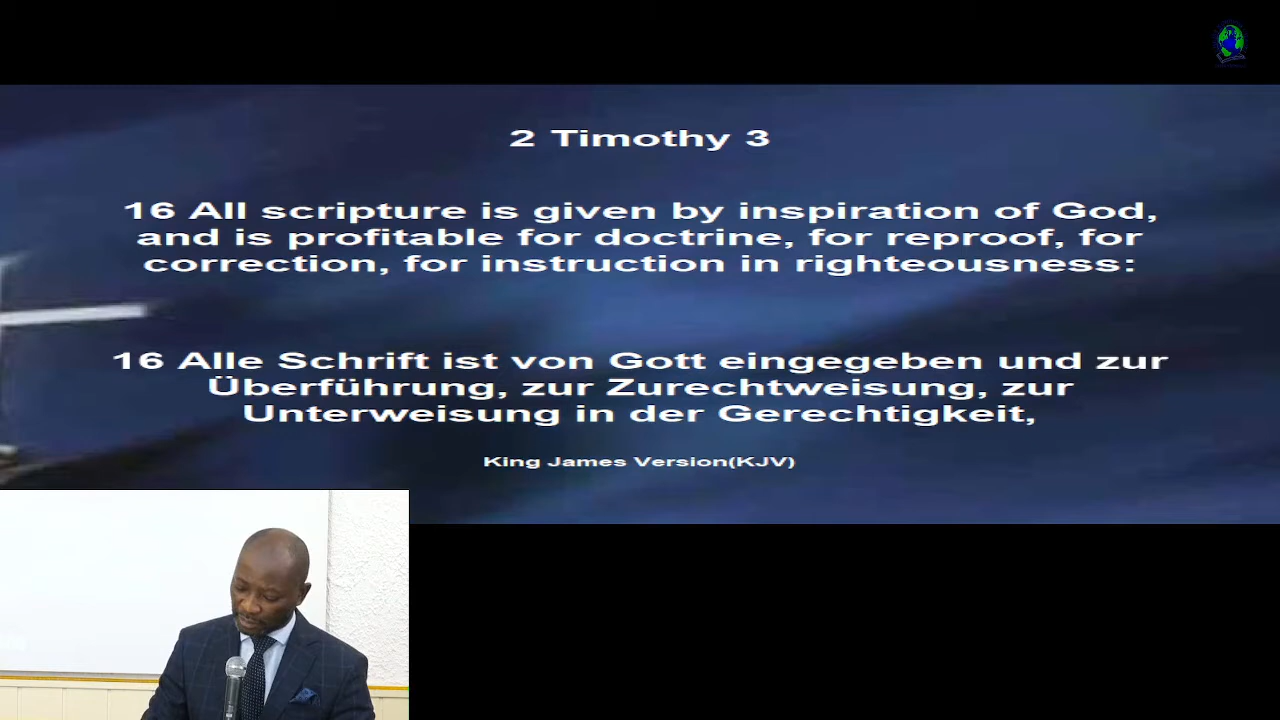 2 Timothy 3
16 All scripture is given by inspiration of God,
and is profitable for doctrine, for reproof, for
correction, for instruction in righteousness:
16 Alle Schrift ist von Gott eingegeben und zur
Überführung, zur Zurechtweisung, zur
Unterweisung in der Gerechtigkeit,
King James Version(KJV)